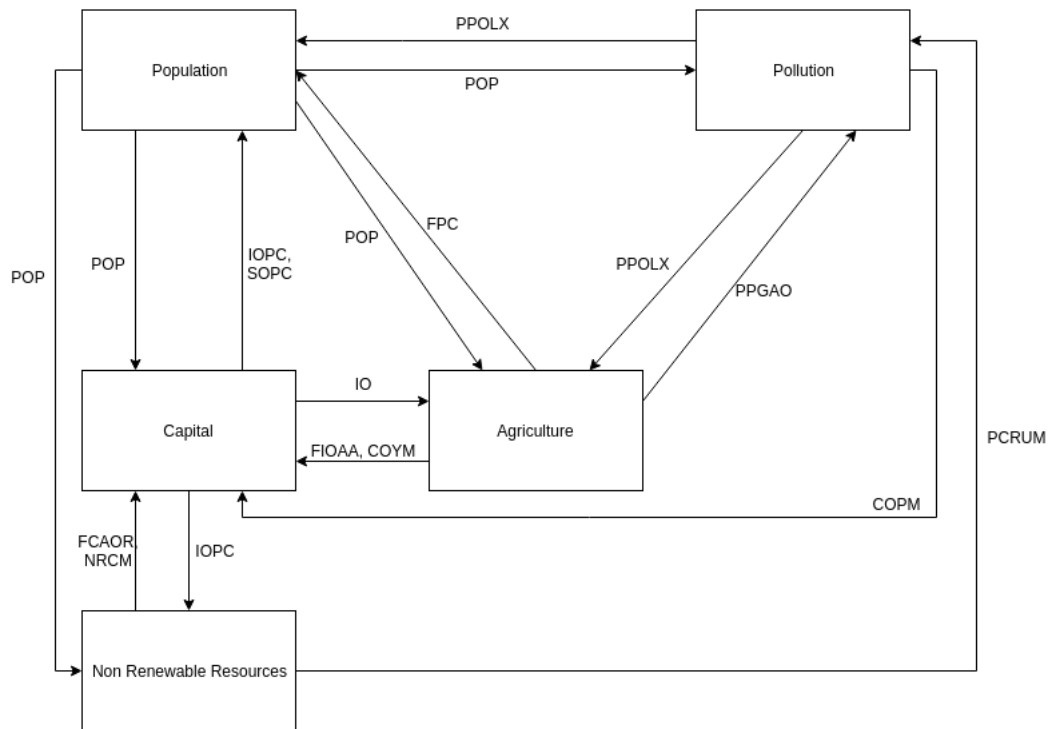 PPOLX
Population
Pollution
POP
FPC
POP
POP
POP
IOPC,
SOPC
PPOLX
PPGAO
IO
Capital
Agriculture
PCRUM
FIOAA, COYM
COPM
FCAOR,
NRCM
IOPC
Non Renewable Resources